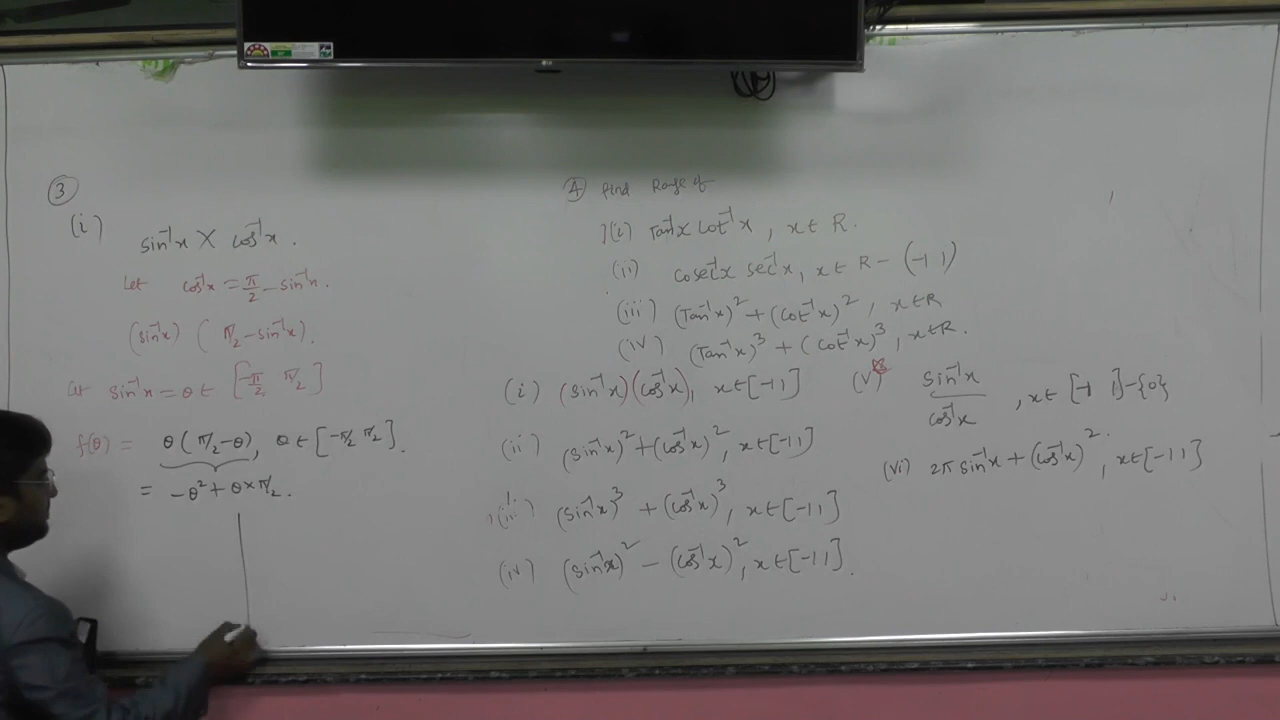 ③
(i)
sin⁻¹x × cos⁻¹x.
Let cos⁻¹x = π/2 - sin⁻¹x.
(sin⁻¹x) ( π/2 - sin⁻¹x).
Let sin⁻¹x = θ ∈ [-π/2 π/2]
f(θ) = θ(π/2-θ), θ∈[-π/2 π/2].
= -θ² + θ×π/2.
④ Find Range of
(i) Tan⁻¹x cot⁻¹x, x∈ R.
(ii) cosec⁻¹x sec⁻¹x, x∈ R - (-1 1)
(iii) (Tan⁻¹x)² + (cot⁻¹x)², x∈R
(iv) (Tan⁻¹x)³ + (cot⁻¹x)³, x∈R.
(i) (sin⁻¹x)(cos⁻¹x), x∈[-1 1]
(ii) (sin⁻¹x)²+(cos⁻¹x)², x∈[-1 1]
(iii) (sin⁻¹x)³ + (cos⁻¹x)³, x∈[-1 1]
(iv) (sin⁻¹x)² - (cos⁻¹x)², x∈[-1 1].
(v) sin⁻¹x / cos⁻¹x, x∈ [-1 1]-{0}
(vi) 2π sin⁻¹x + (cos⁻¹x)², x∈[-1 1]
LG